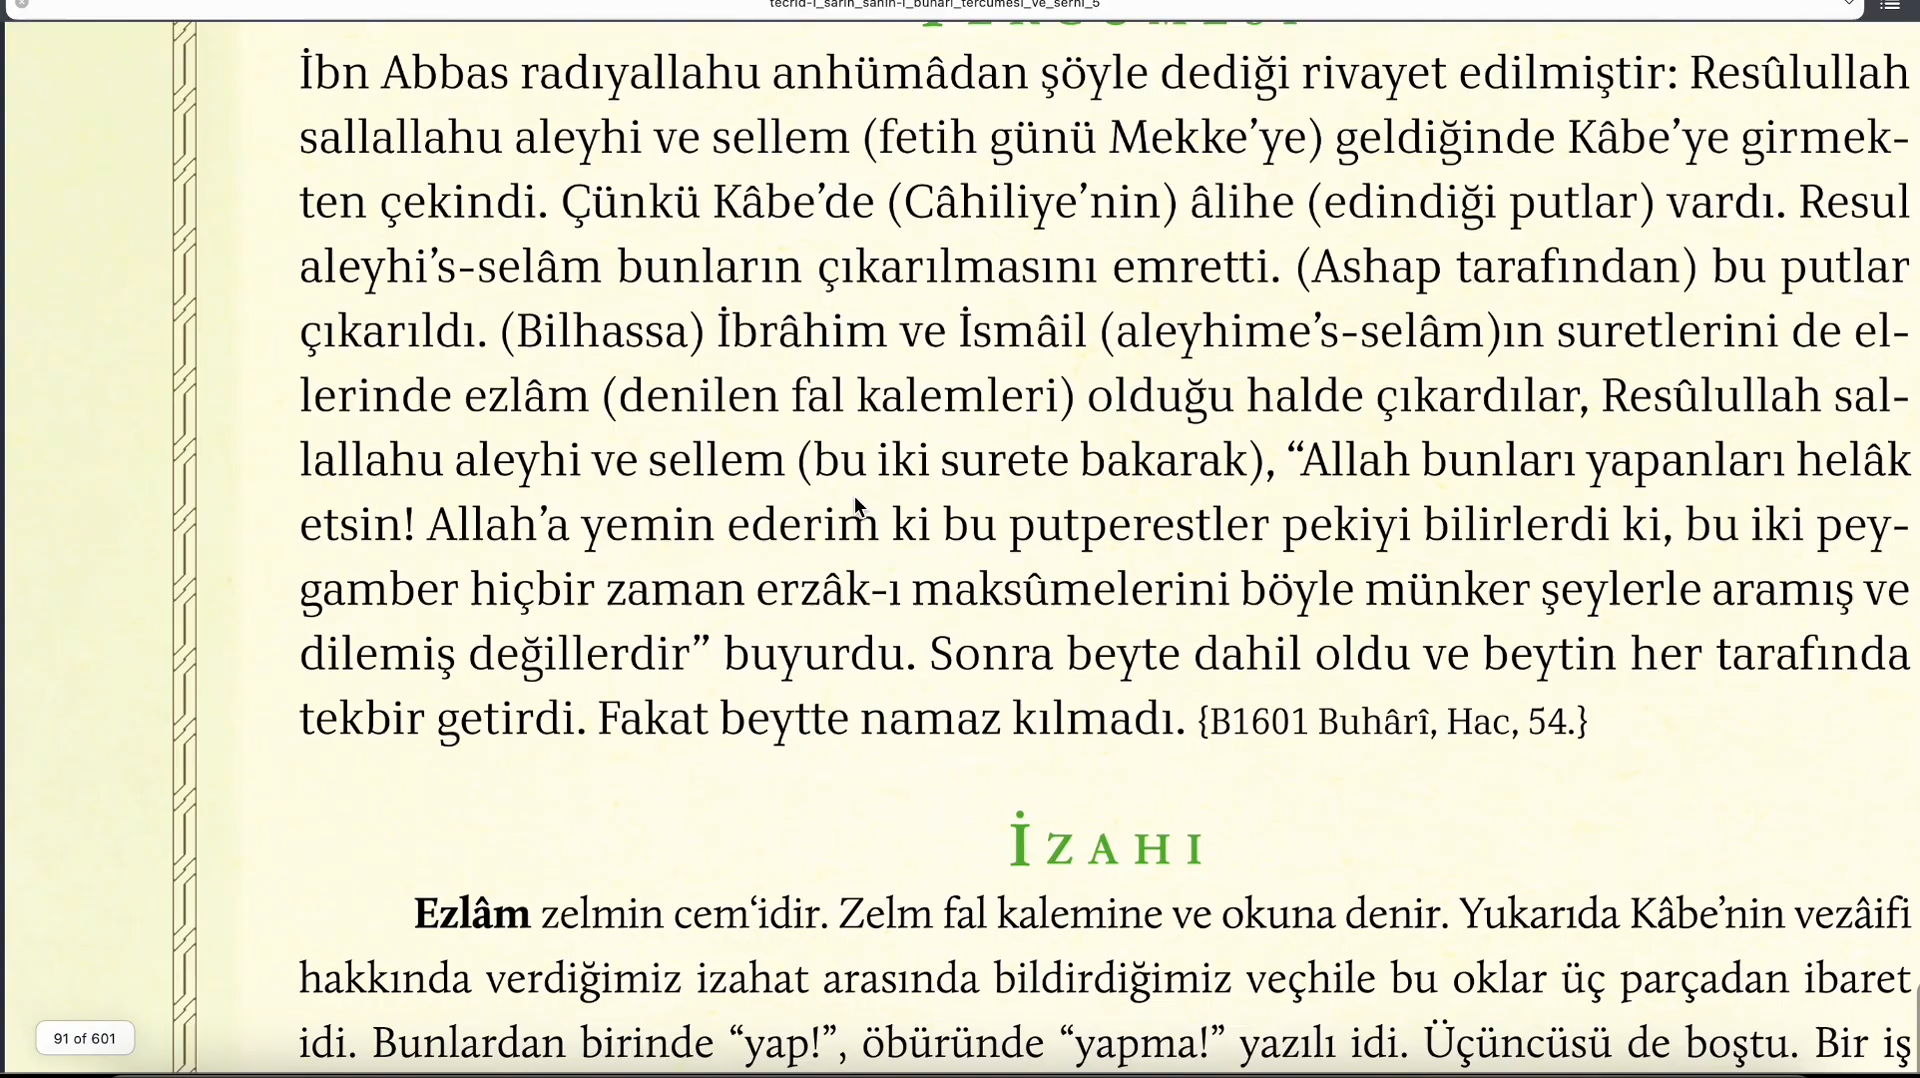 tecrid-i_sarih_sahih-i_buhari_tercumesi_ve_serhi_5
TERCÜMESİ
İbn Abbas radıyallahu anhümâdan şöyle dediği rivayet edilmiştir: Resûlullah
sallallahu aleyhi ve sellem (fetih günü Mekke’ye) geldiğinde Kâbe’ye girmek-
ten çekindi. Çünkü Kâbe’de (Câhiliye’nin) âlihe (edindiği putlar) vardı. Resul
aleyhi’s-selâm bunların çıkarılmasını emretti. (Ashap tarafından) bu putlar
çıkarıldı. (Bilhassa) İbrâhim ve İsmâil (aleyhime’s-selâm)ın suretlerini de el-
lerinde ezlâm (denilen fal kalemleri) olduğu halde çıkardılar, Resûlullah sal-
lallahu aleyhi ve sellem (bu iki surete bakarak), “Allah bunları yapanları helâk
etsin! Allah’a yemin ederim ki bu putperestler pekiyi bilirlerdi ki, bu iki pey-
gamber hiçbir zaman erzâk-ı maksûmelerini böyle münker şeylerle aramış ve
dilemiş değillerdir” buyurdu. Sonra beyte dahil oldu ve beytin her tarafında
tekbir getirdi. Fakat beytte namaz kılmadı. {B1601 Buhârî, Hac, 54.}
İZAHI
Ezlâm zelmin cem‘idir. Zelm fal kalemine ve okuna denir. Yukarıda Kâbe’nin vezâifi
hakkında verdiğimiz izahat arasında bildirdiğimiz veçhile bu oklar üç parçadan ibaret
idi. Bunlardan birinde “yap!”, öbüründe “yapma!” yazılı idi. Üçüncüsü de boştu. Bir iş
91 of 601